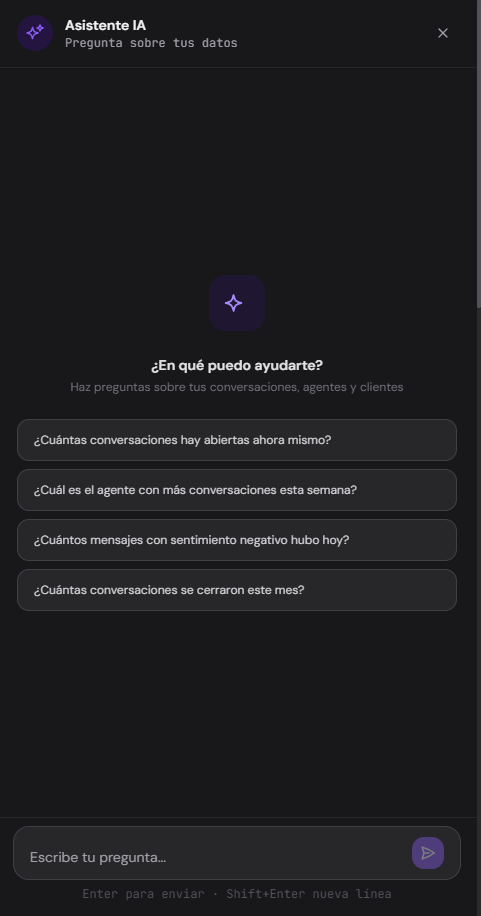 Asistente IA
Pregunta sobre tus datos
¿En qué puedo ayudarte?
Haz preguntas sobre tus conversaciones, agentes y clientes
¿Cuántas conversaciones hay abiertas ahora mismo?
¿Cuál es el agente con más conversaciones esta semana?
¿Cuántos mensajes con sentimiento negativo hubo hoy?
¿Cuántas conversaciones se cerraron este mes?
Escribe tu pregunta...
Enter para enviar · Shift+Enter nueva línea